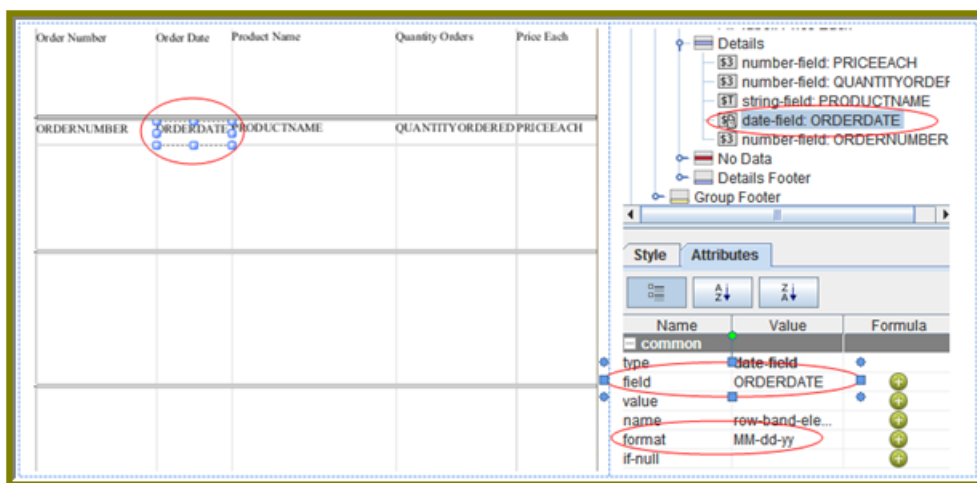 Order Number Order Date Product Name Quantity Orders Price Each
ORDERNUMBER ORDERDATE PRODUCTNAME QUANTITYORDERED PRICEEACH
Details
number-field: PRICEEACH
number-field: QUANTITYORDEF
string-field: PRODUCTNAME
date-field: ORDERDATE
number-field: ORDERNUMBER
No Data
Details Footer
Group Footer
Style Attributes
Name Value Formula
common
type date-field
field ORDERDATE
value
name row-band-ele...
format MM-dd-yy
if-null